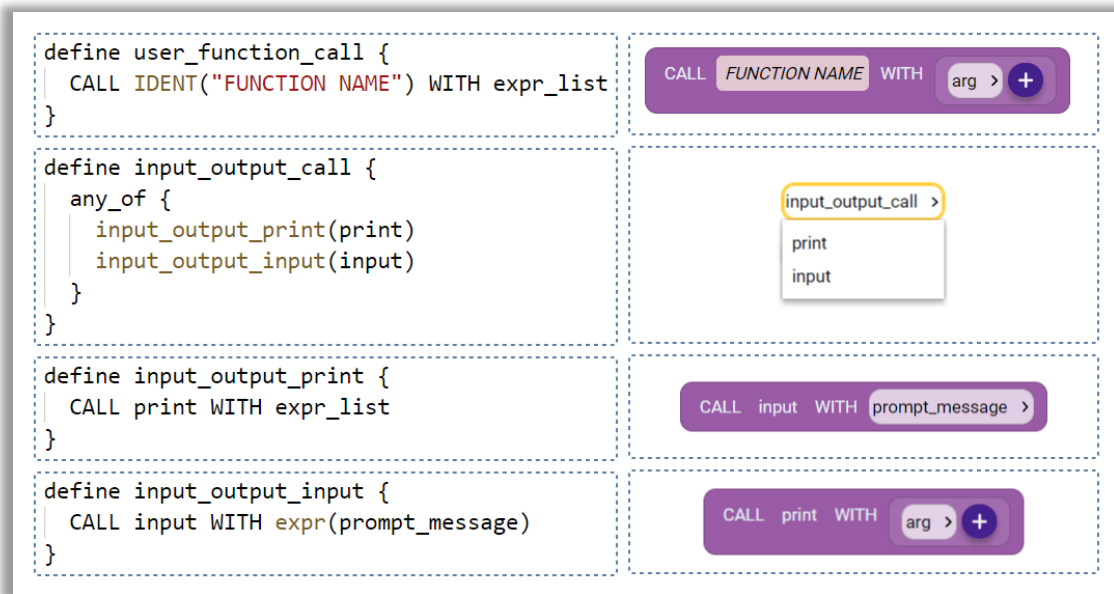 define user_function_call {
CALL IDENT("FUNCTION NAME") WITH expr_list
}
CALL FUNCTION NAME WITH arg > +
define input_output_call {
any_of {
input_output_print(print)
input_output_input(input)
}
}
input_output_call >
print
input
define input_output_print {
CALL print WITH expr_list
}
CALL input WITH prompt_message >
define input_output_input {
CALL input WITH expr(prompt_message)
}
CALL print WITH arg > +